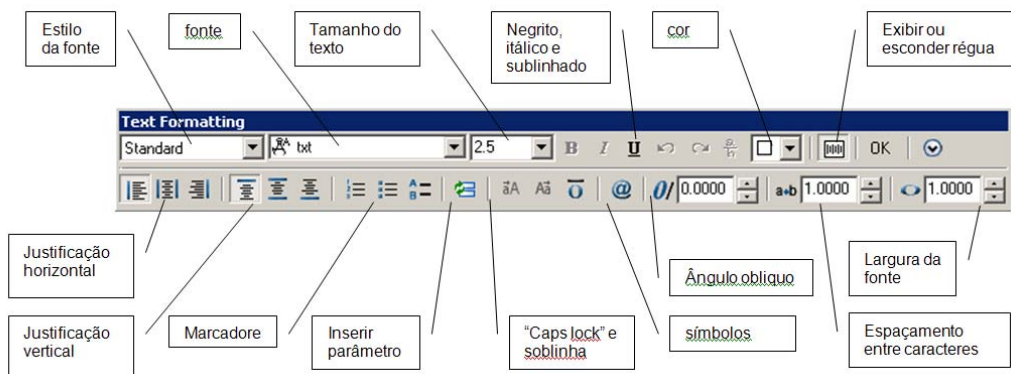 Estilo
da fonte
fonte
Tamanho do
texto
Negrito,
itálico e
sublinhado
cor
Exibir ou
esconder régua
Text Formatting
Standard
txt
2.5
B I U
OK
@ 0/ 0.0000 a•b 1.0000 1.0000
Justificação
horizontal
Ângulo obliquo
Largura da
fonte
Justificação
vertical
Marcadore
Inserir
parâmetro
"Caps lock" e
soblinha
símbolos
Espaçamento
entre caracteres